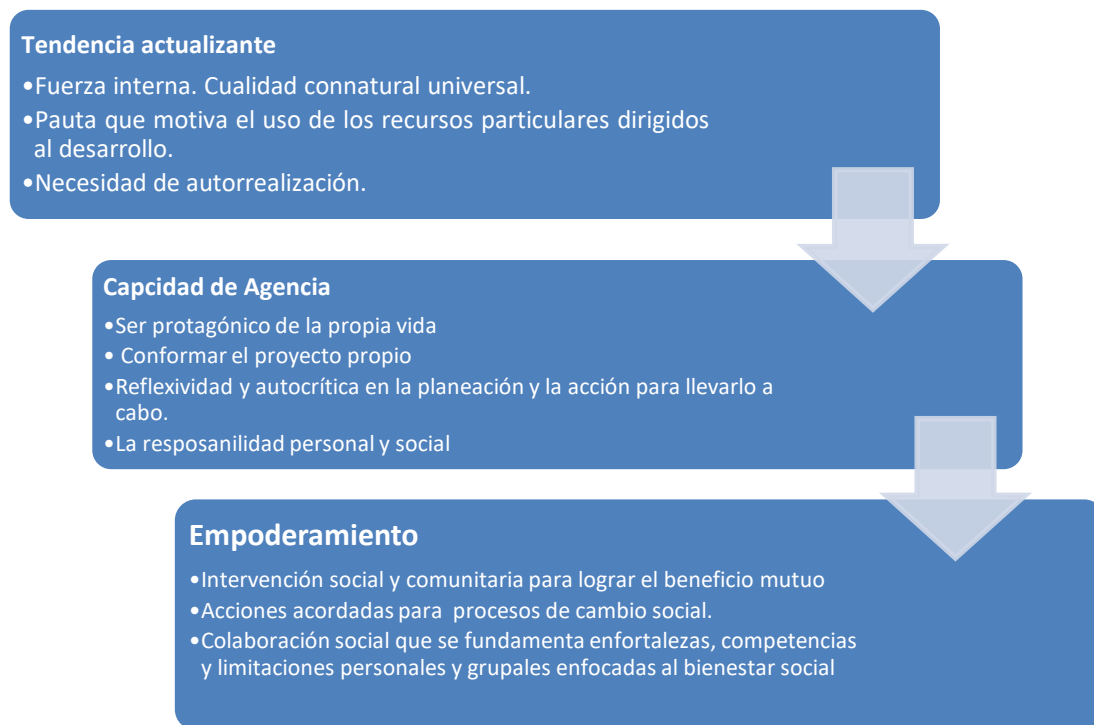 Tendencia actualizante
•Fuerza interna. Cualidad connatural universal.
•Pauta que motiva el uso de los recursos particulares dirigidos
al desarrollo.
•Necesidad de autorrealización.
Capcidad de Agencia
•Ser protagónico de la propia vida
• Conformar el proyecto propio
•Reflexividad y autocrítica en la planeación y la acción para llevarlo a
cabo.
•La resposanilidad personal y social
Empoderamiento
•Intervención social y comunitaria para lograr el beneficio mutuo
•Acciones acordadas para procesos de cambio social.
•Colaboración social que se fundamenta enfortalezas, competencias
y limitaciones personales y grupales enfocadas al bienestar social